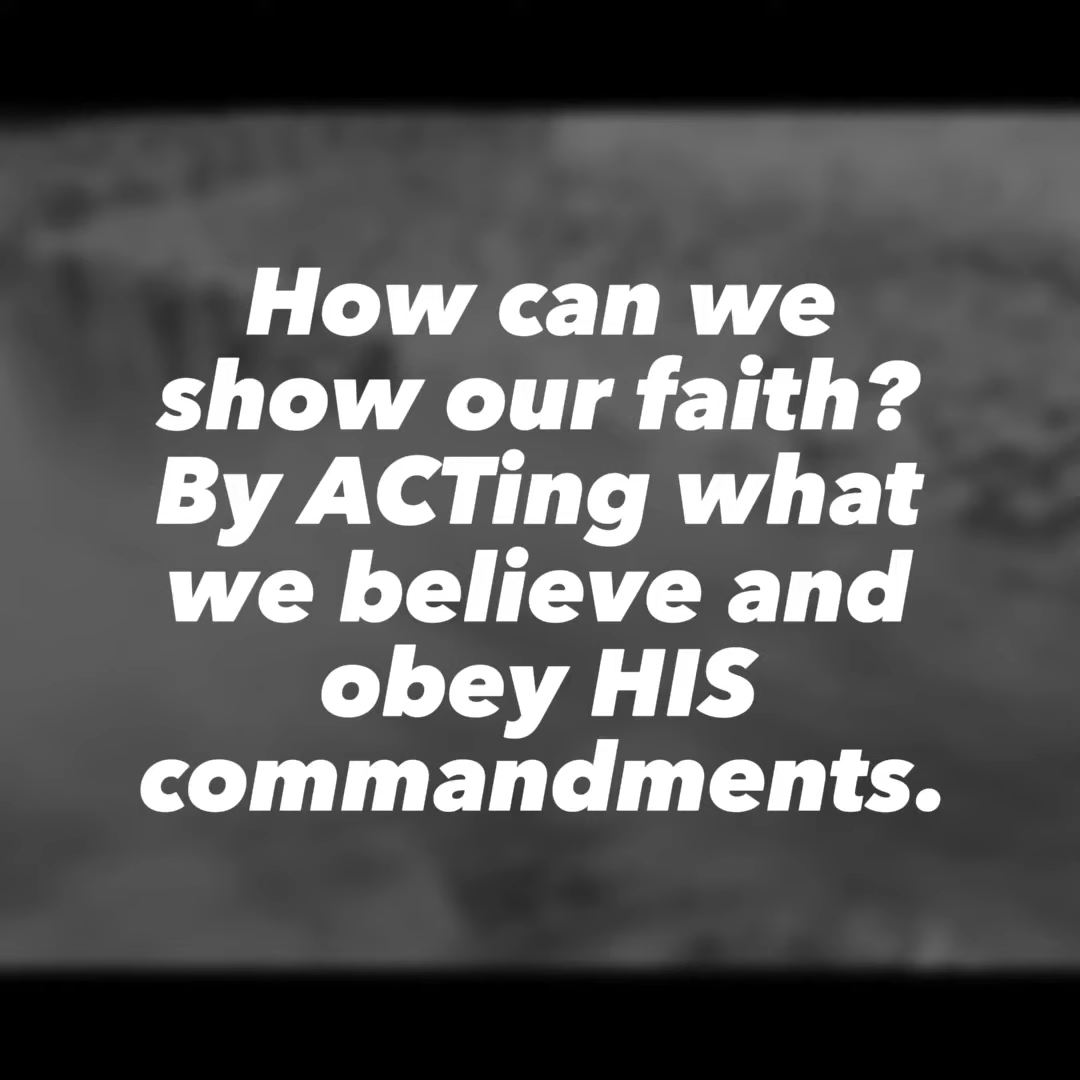 How can we
show our faith?
By ACTing what
we believe and
obey HIS
commandments.